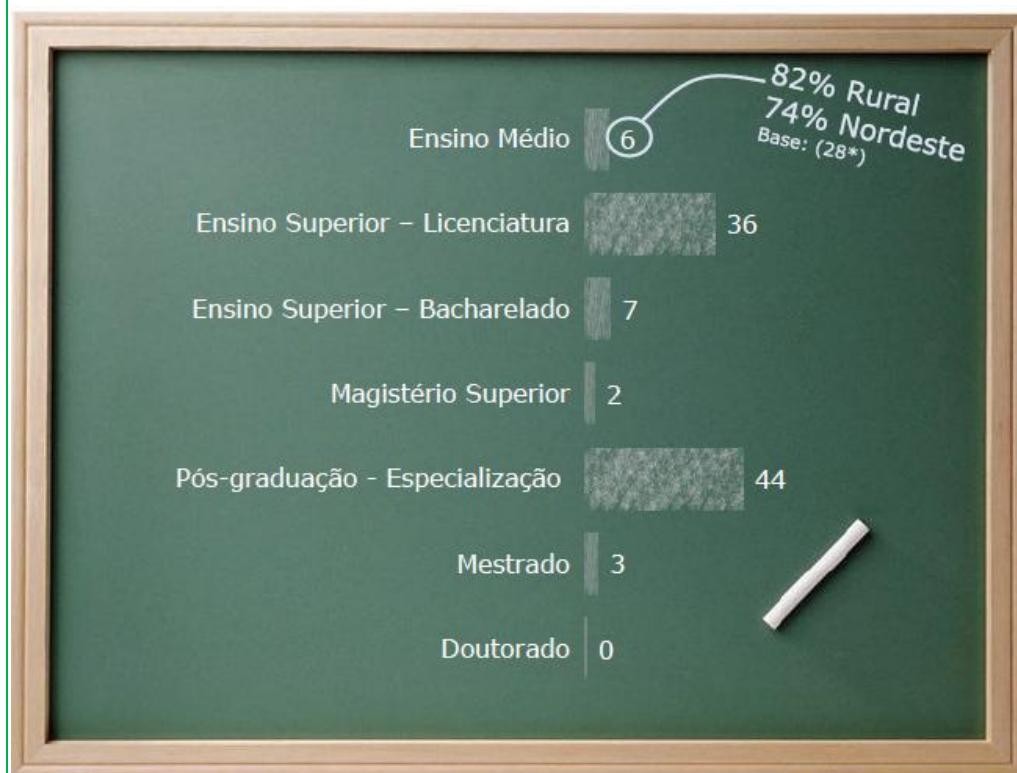 82% Rural
74% Nordeste
Base: (28*)
Ensino Médio 6
Ensino Superior – Licenciatura 36
Ensino Superior – Bacharelado 7
Magistério Superior 2
Pós-graduação - Especialização 44
Mestrado 3
Doutorado 0